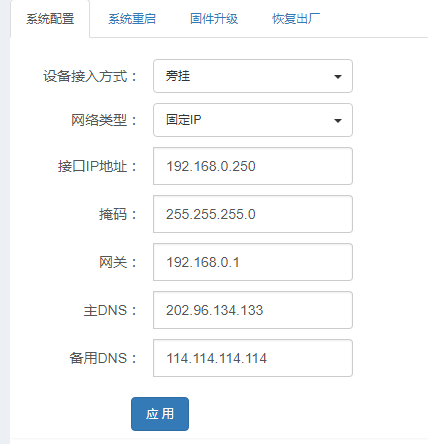 系统配置 系统重启 固件升级 恢复出厂
设备接入方式： 旁挂
网络类型： 固定IP
接口IP地址： 192.168.0.250
掩码： 255.255.255.0
网关： 192.168.0.1
主DNS： 202.96.134.133
备用DNS： 114.114.114.114
应 用